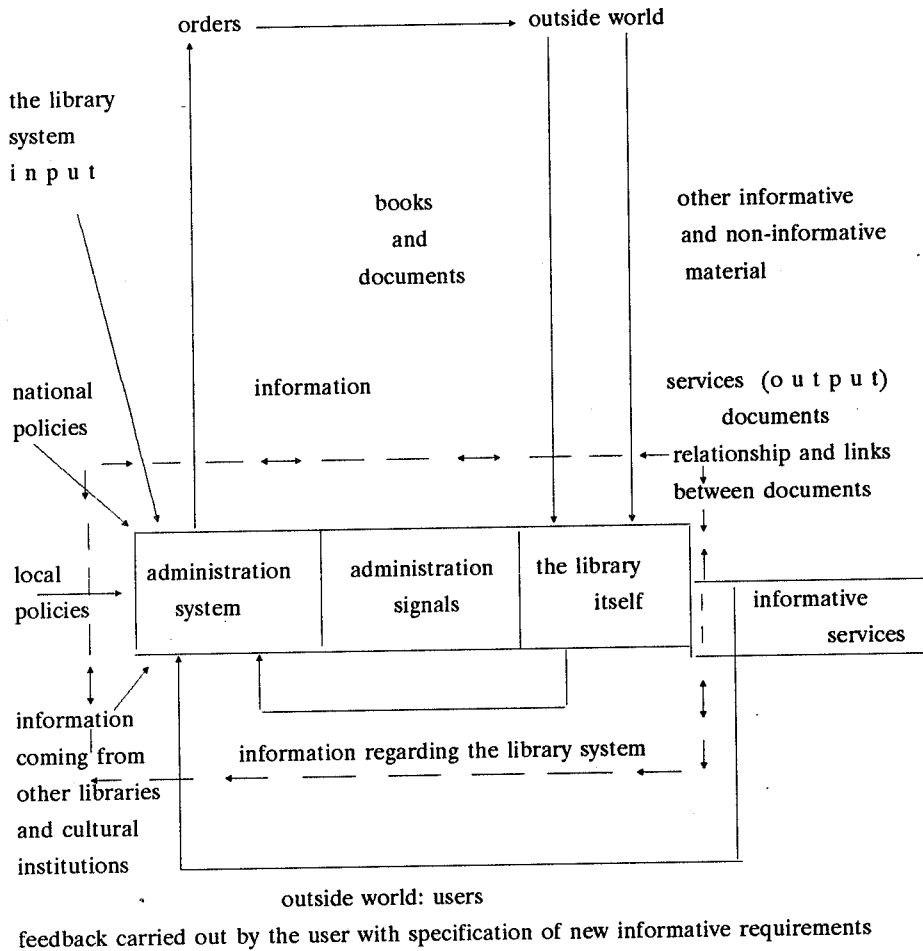 orders
outside world
the library
system
i n p u t
books
and
documents
other informative
and non-informative
material
national
policies
information
services (o u t p u t)
documents
relationship and links
between documents
local
policies
administration
system
administration
signals
the library
itself
informative
services
information
coming from
other libraries
and cultural
institutions
information regarding the library system
outside world: users
feedback carried out by the user with specification of new informative requirements